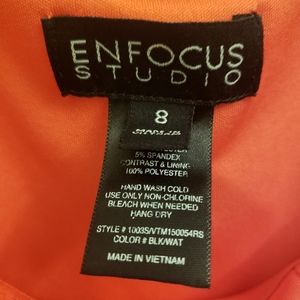 ENFOCUS
STUDIO
8
5% SPANDEX
CONTRAST & LINING:
100% POLYESTER
HAND WASH COLD
USE ONLY NON-CHLORINE
BLEACH WHEN NEEDED
HANG DRY
STYLE # 10035/VTM150054RS
COLOR # BLK/WAT
MADE IN VIETNAM